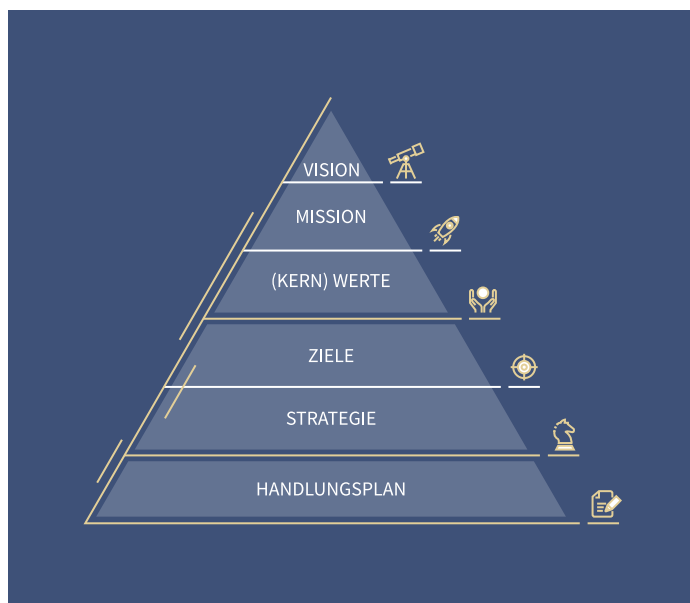 VISION
MISSION
(KERN) WERTE
ZIELE
STRATEGIE
HANDLUNGSPLAN